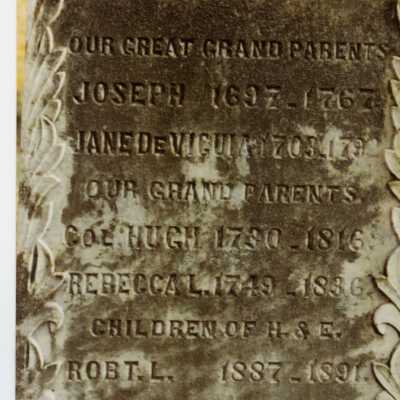 OUR GREAT GRAND PARENTS
JOSEPH 1697-1767
JANE DE VIGUIA 1703-179
OUR GRAND PARENTS
COL. HUGH 1730-1816.
REBECCA L. 1749-1836.
CHILDREN OF H. & E.
ROBT. L. 1887-1891.